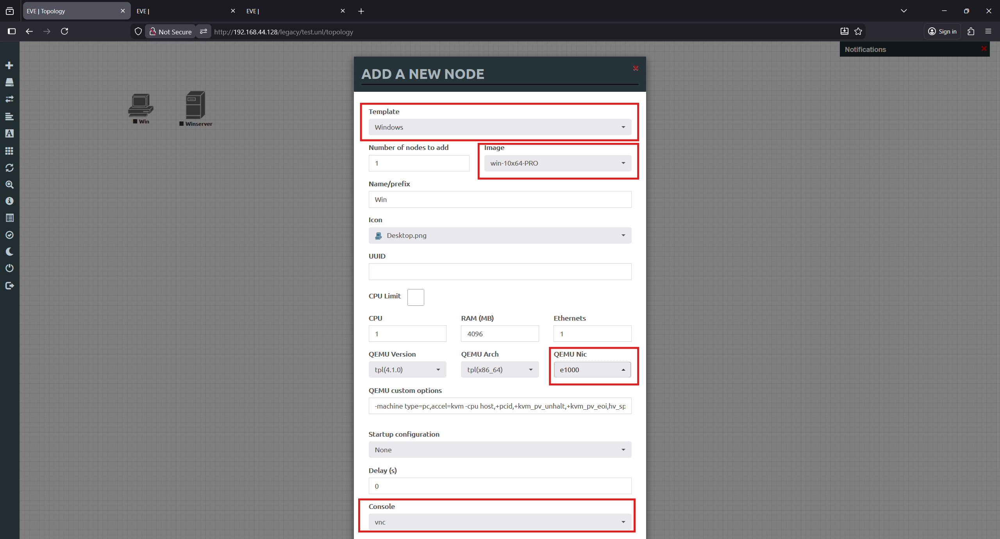 EVE | Topology
EVE |
EVE |
Not Secure
http://192.168.44.128/legacy/test.unl/topology
Sign in
Notifications
ADD A NEW NODE
Win
Winserver
Template
Windows
Number of nodes to add
Image
1
win-10x64-PRO
Name/prefix
Win
Icon
Desktop.png
UUID
CPU Limit
CPU
RAM (MB)
Ethernets
1
4096
1
QEMU Version
QEMU Arch
QEMU Nic
tpl(4.1.0)
tpl(x86_64)
e1000
QEMU custom options
-machine type=pc,accel=kvm -cpu host,+pcid,+kvm_pv_unhalt,+kvm_pv_eoi,hv_sp
Startup configuration
None
Delay (s)
0
Console
vnc